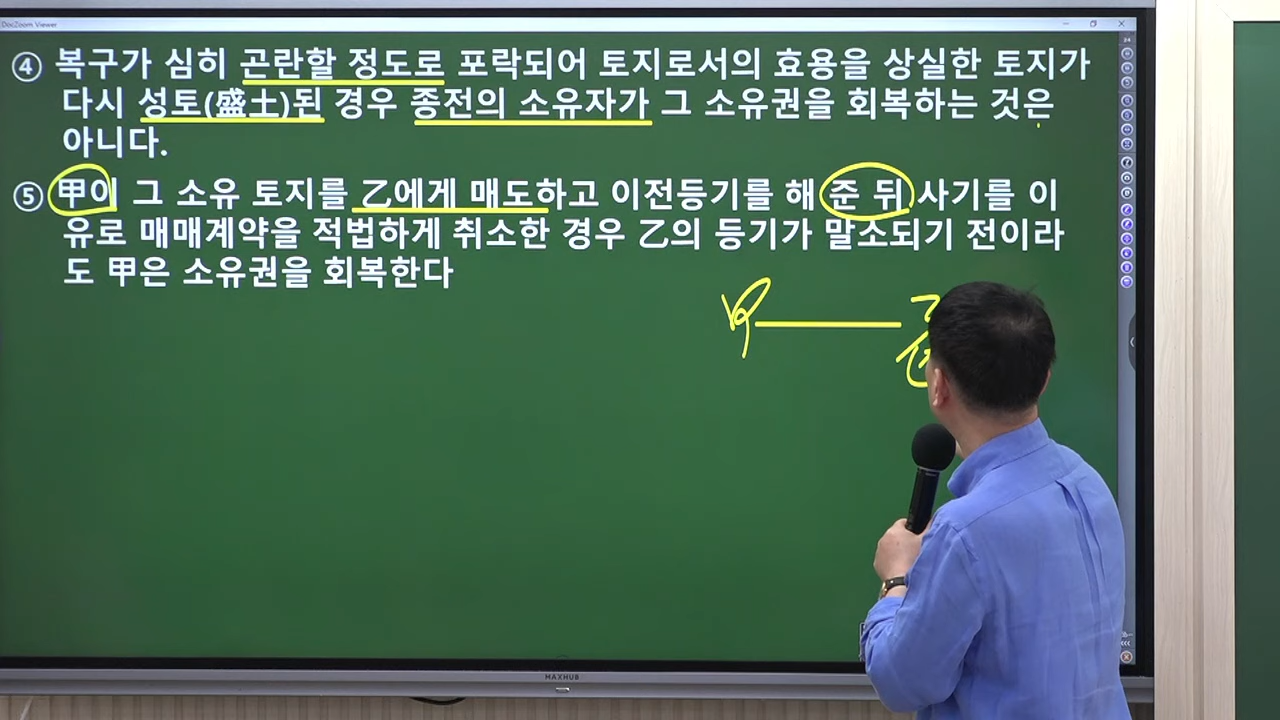 DocZoom Viewer
④ 복구가 심히 곤란할 정도로 포락되어 토지로서의 효용을 상실한 토지가
다시 성토(盛土)된 경우 종전의 소유자가 그 소유권을 회복하는 것은
아니다.
⑤ 甲이 그 소유 토지를 乙에게 매도하고 이전등기를 해 준 뒤 사기를 이
유로 매매계약을 적법하게 취소한 경우 乙의 등기가 말소되기 전이라
도 甲은 소유권을 회복한다
甲
MAXHUB